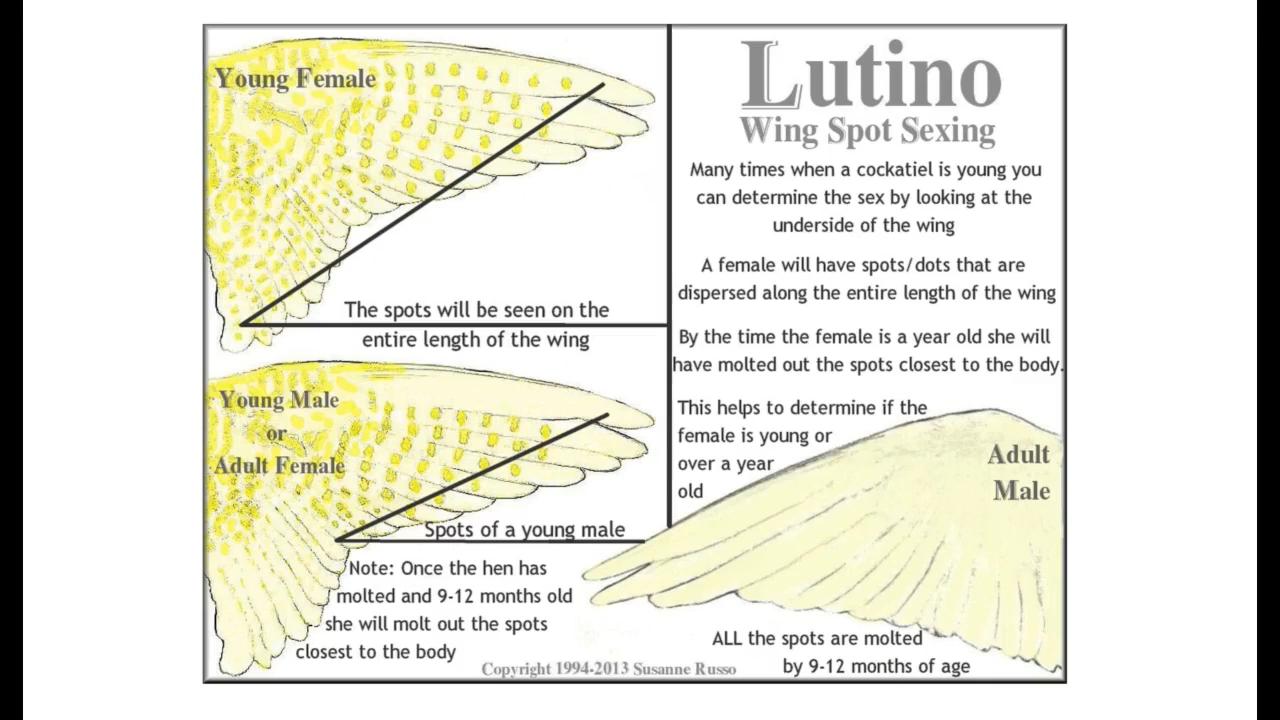 Young Female
The spots will be seen on the
entire length of the wing
Young Male
or
Adult Female
Spots of a young male
Note: Once the hen has
molted and 9-12 months old
she will molt out the spots
closest to the body
Copyright 1994-2013 Susanne Russo
Lutino
Wing Spot Sexing
Many times when a cockatiel is young you
can determine the sex by looking at the
underside of the wing
A female will have spots/dots that are
dispersed along the entire length of the wing
By the time the female is a year old she will
have molted out the spots closest to the body.
This helps to determine if the
female is young or
over a year
old
Adult
Male
ALL the spots are molted
by 9-12 months of age